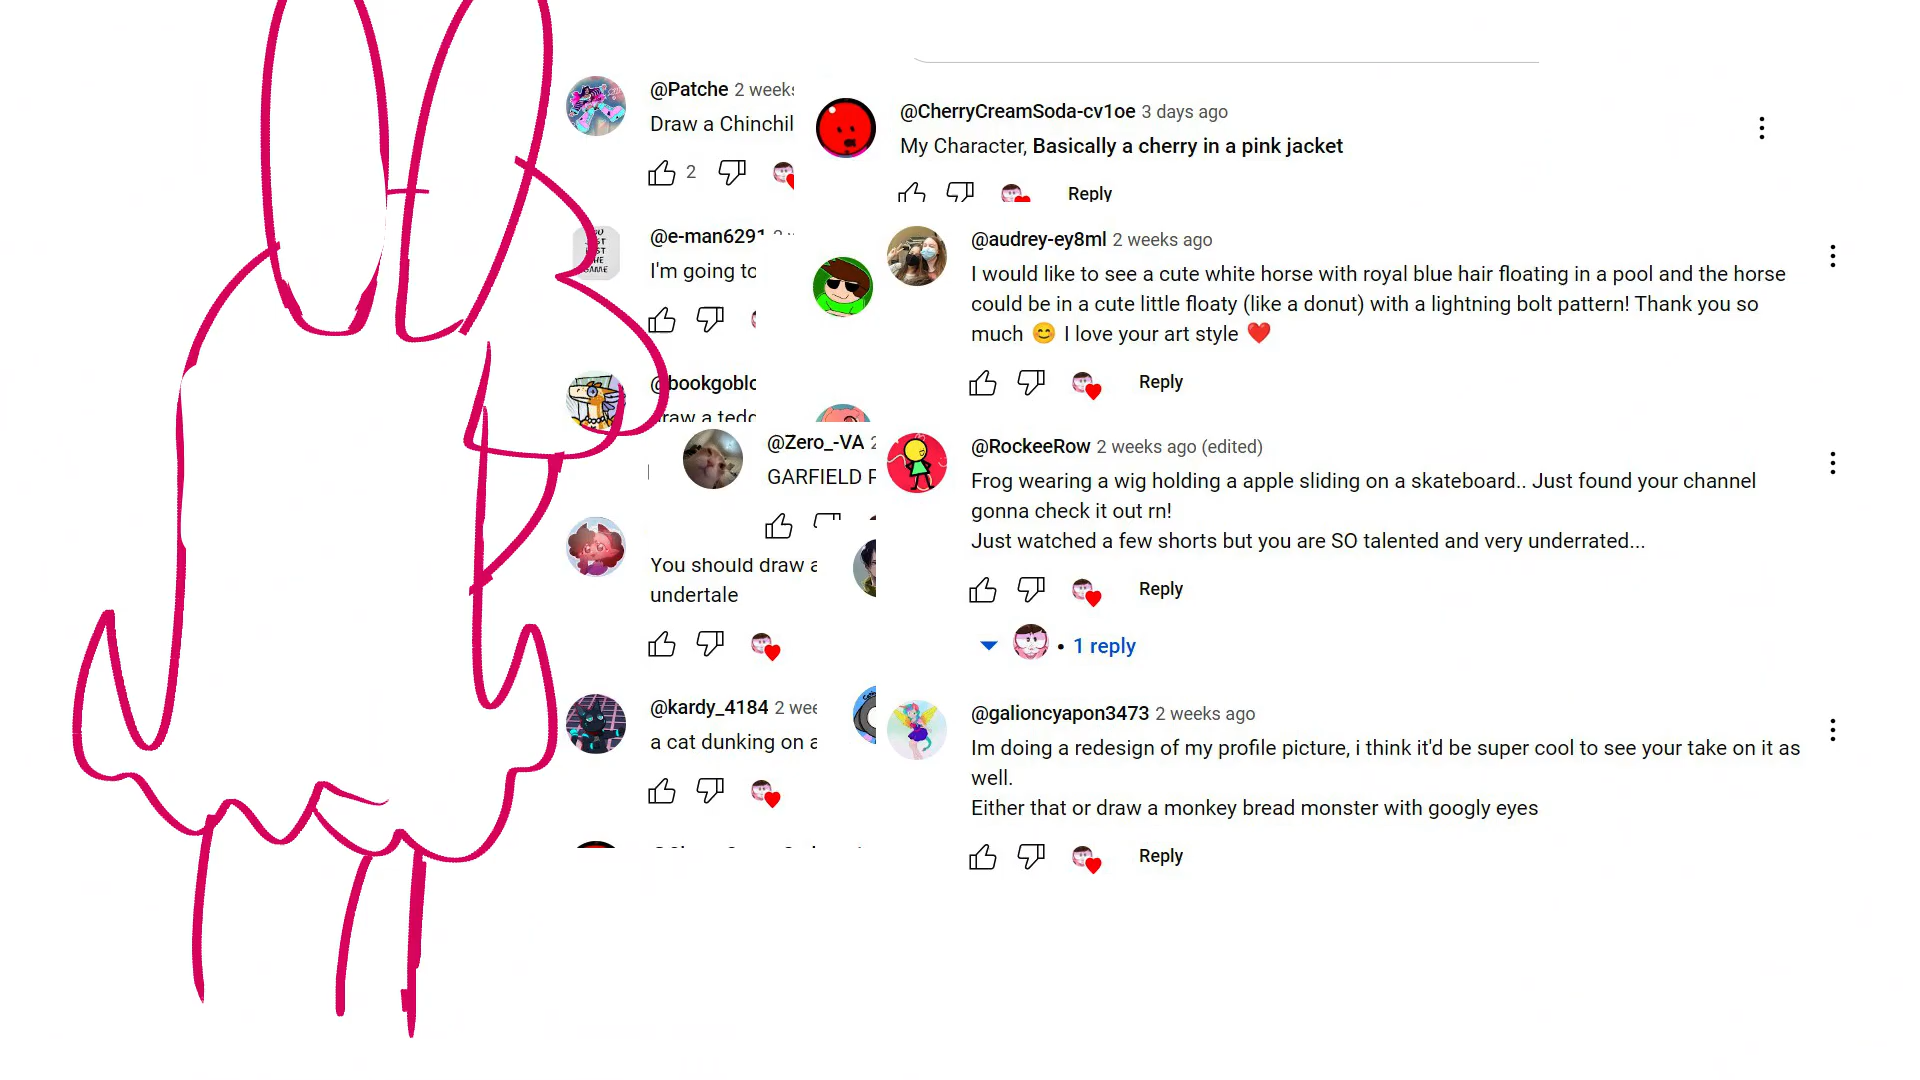 @Patche 2 weeks
Draw a Chinchil
2
@e-man6291
I'm going to
@bookgoblo
raw a tedd
@Zero_-VA 2
GARFIELD F
You should draw a
undertale
@kardy_4184 2 wee
a cat dunking on a
@CherryCreamSoda-cv1oe 3 days ago
My Character, Basically a cherry in a pink jacket
Reply
@audrey-ey8ml 2 weeks ago
I would like to see a cute white horse with royal blue hair floating in a pool and the horse
could be in a cute little floaty (like a donut) with a lightning bolt pattern! Thank you so
much 😊 I love your art style ❤️
Reply
@RockeeRow 2 weeks ago (edited)
Frog wearing a wig holding a apple sliding on a skateboard.. Just found your channel
gonna check it out rn!
Just watched a few shorts but you are SO talented and very underrated...
Reply
1 reply
@galioncyapon3473 2 weeks ago
Im doing a redesign of my profile picture, i think it'd be super cool to see your take on it as
well.
Either that or draw a monkey bread monster with googly eyes
Reply